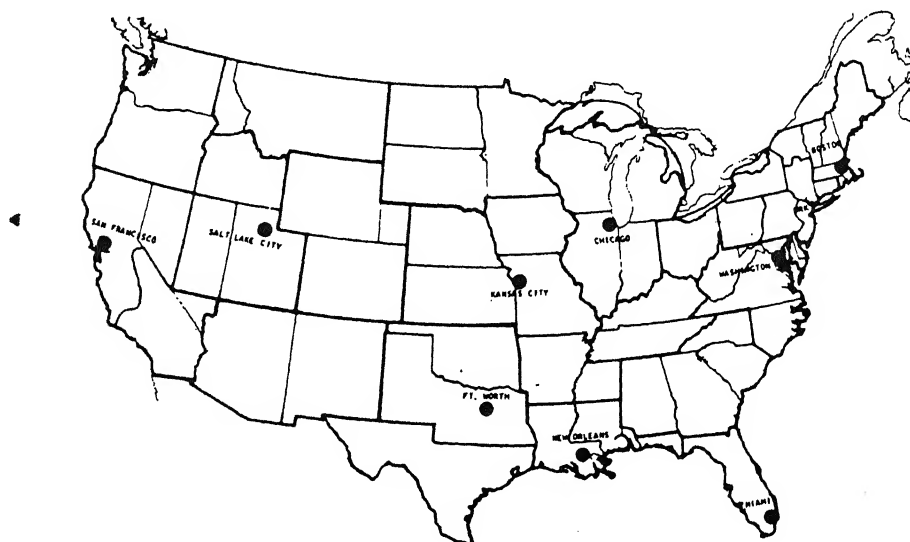 BOSTON
SAN FRANCISCO
SALT LAKE CITY
CHICAGO
WASHINGTON
KANSAS CITY
FT. WORTH
NEW ORLEANS
MIAMI